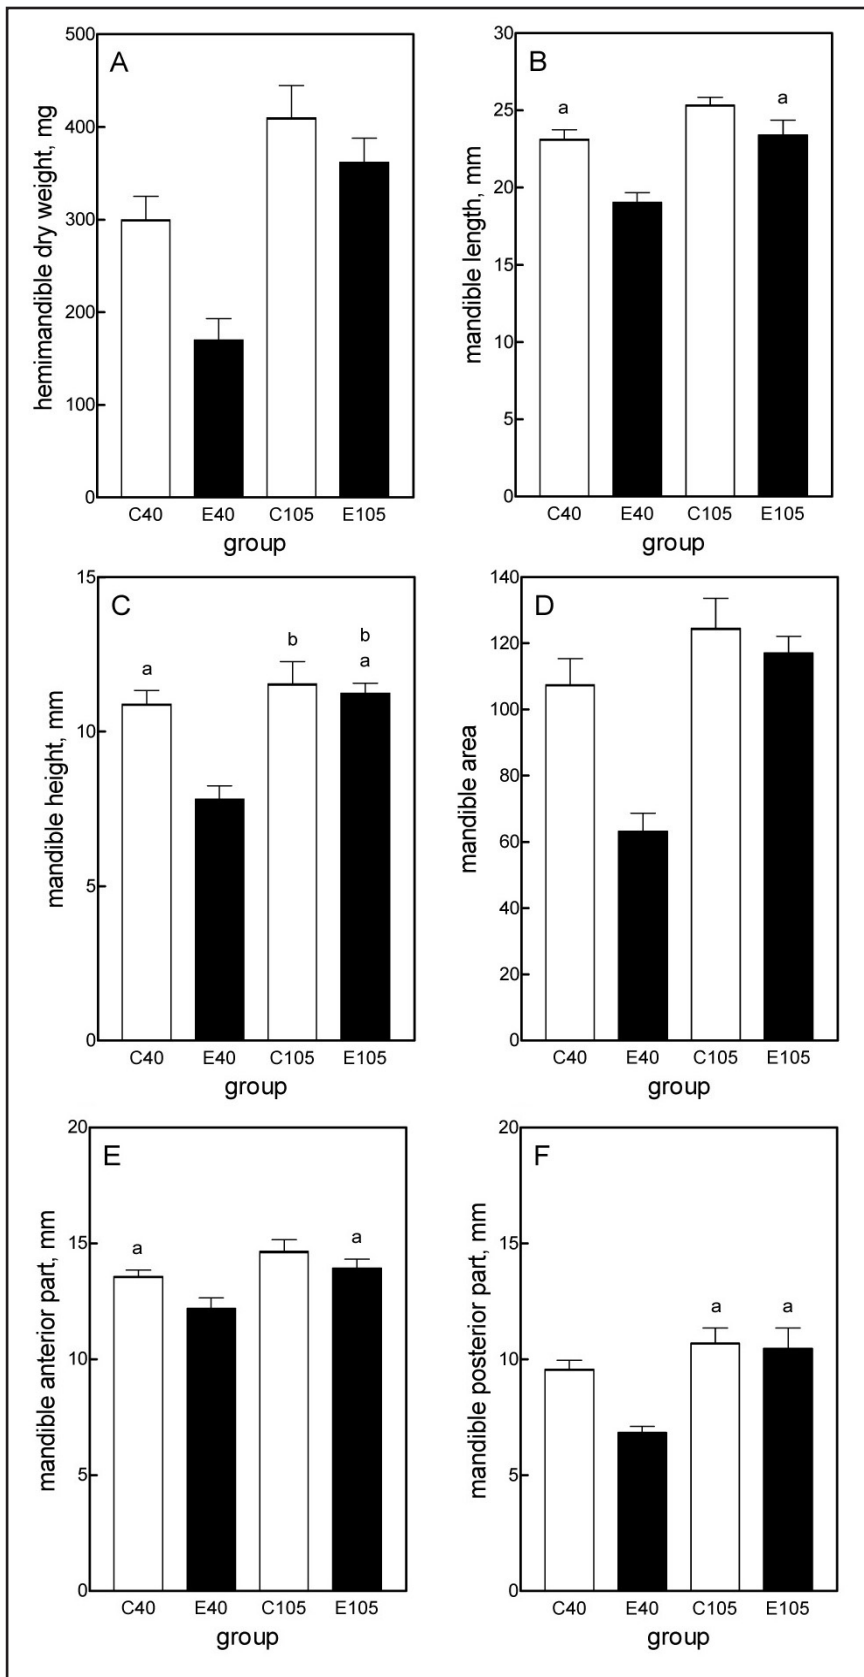 A
hemimandible dry weight, mg
500
400
300
200
100
0
C40 E40 C105 E105
group
B
mandible length, mm
30
25
20
15
10
5
0
a a
C40 E40 C105 E105
group
C
mandible height, mm
15
10
5
0
b b
a a
C40 E40 C105 E105
group
D
mandible area
140
120
100
80
60
40
20
0
C40 E40 C105 E105
group
E
mandible anterior part, mm
20
15
10
5
0
a a
C40 E40 C105 E105
group
F
mandible posterior part, mm
20
15
10
5
0
a a
C40 E40 C105 E105
group